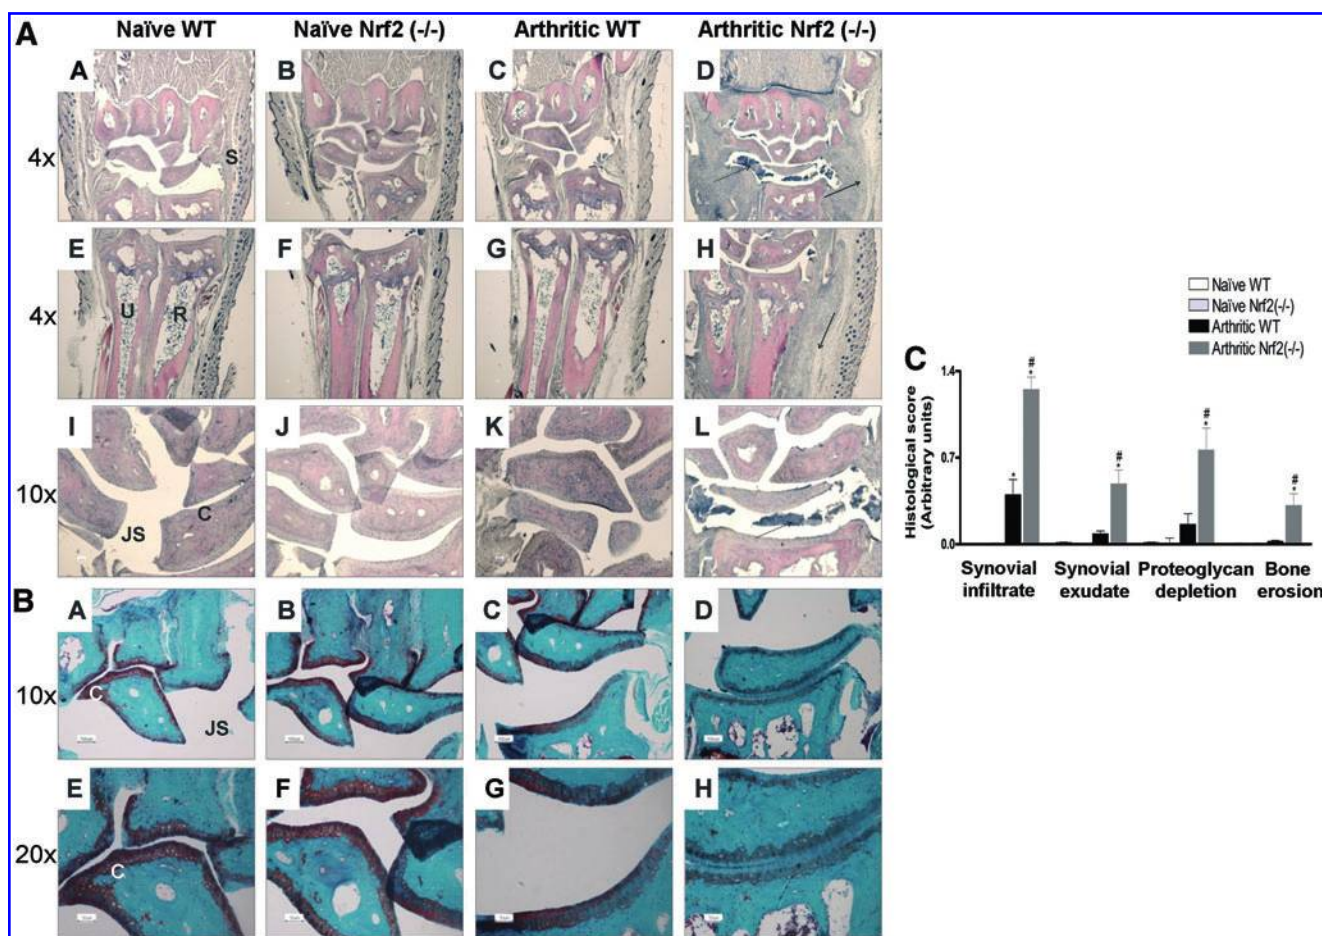 Naïve WT Naïve Nrf2 (-/-) Arthritic WT Arthritic Nrf2 (-/-)
A
A B C D
4x
S
E F G H
4x
U R
I J K L
10x
C
JS
B
A B C D
10x
C
JS
E F G H
20x
C
Naïve WT
Naïve Nrf2(-/-)
Arthritic WT
Arthritic Nrf2(-/-)
C
Histological score
(Arbitrary units)
1.4
0.7
0.0
# * * # * # * # *
Synovial infiltrate
Synovial exudate
Proteoglycan depletion
Bone erosion